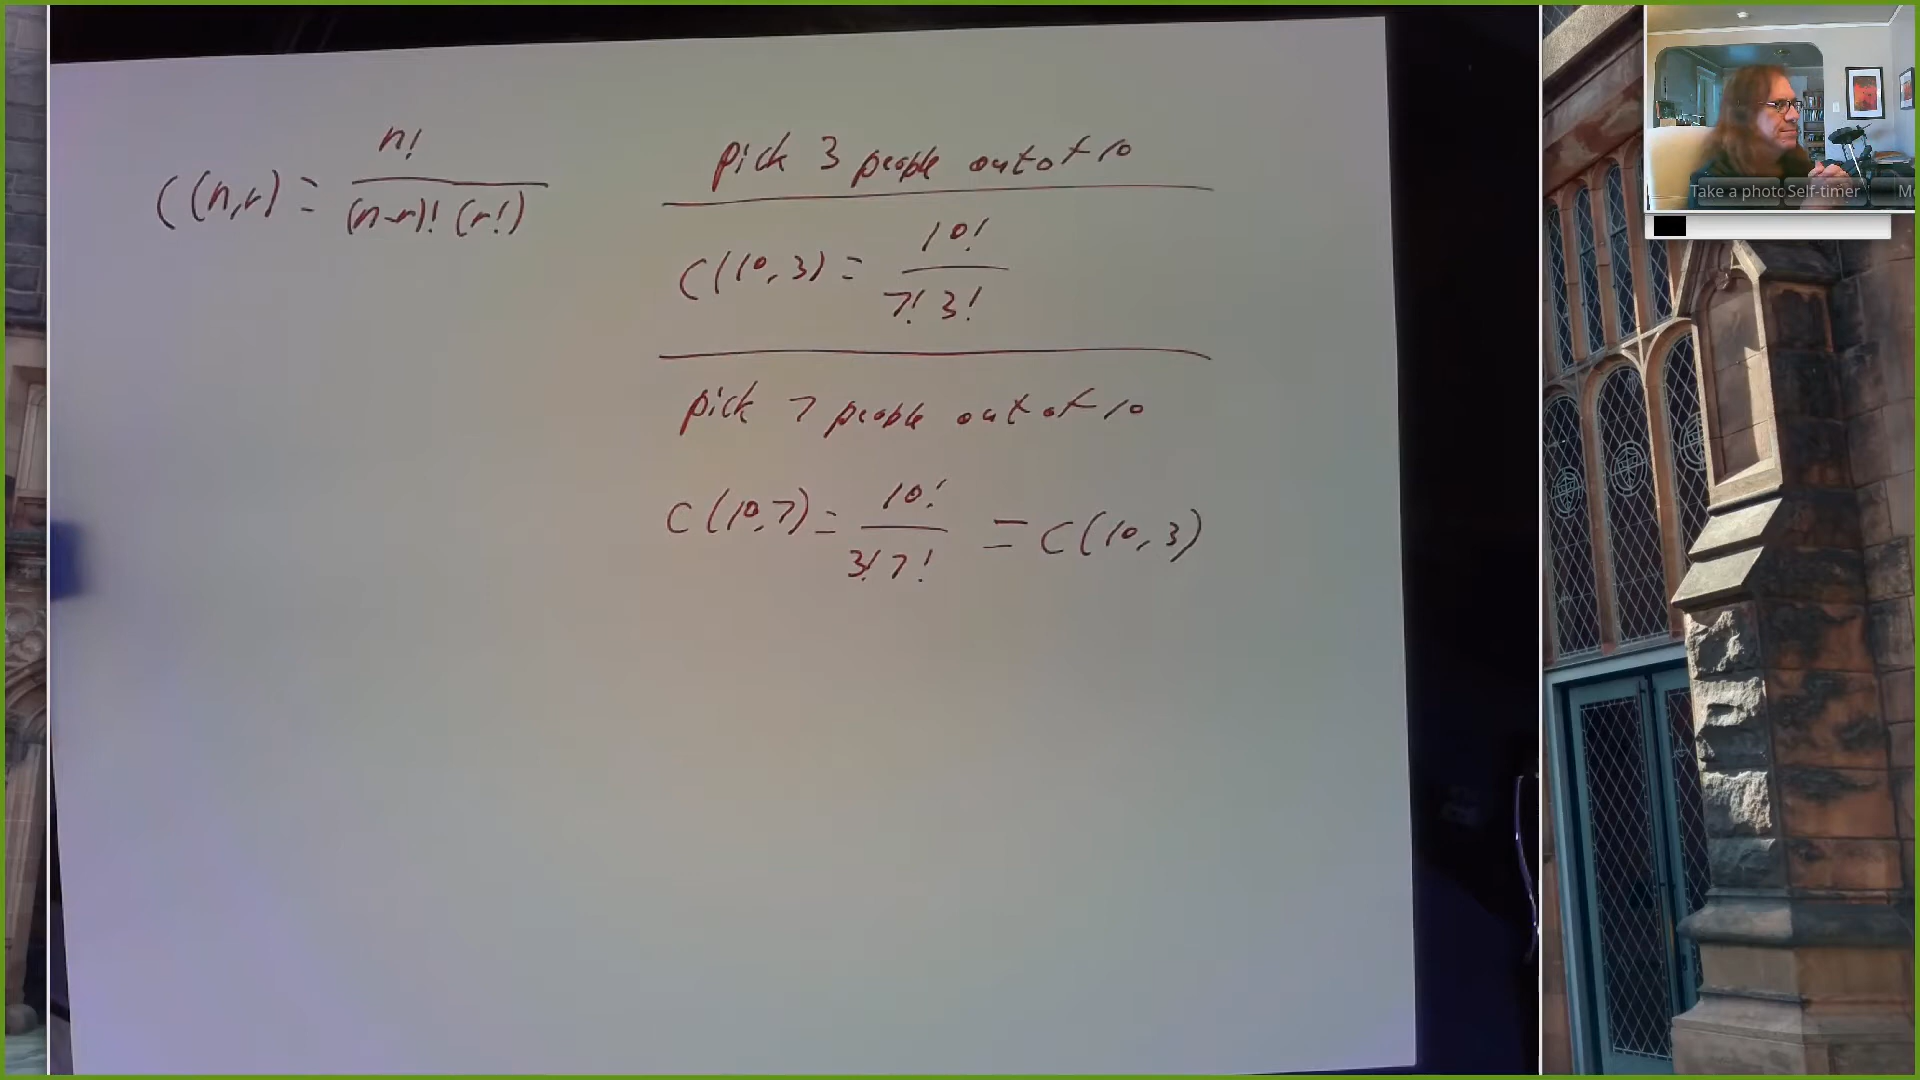 C(n,r) = n! / (n-r)! (r!)
pick 3 people out of 10
C(10,3) = 10! / 7! 3!
pick 7 people out of 10
C(10,7) = 10! / 3! 7! = C(10,3)
Take a photo Self-timer Mo